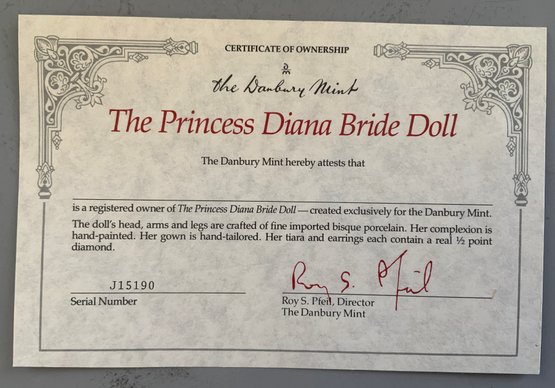 CERTIFICATE OF OWNERSHIP
DM
the Danbury Mint
The Princess Diana Bride Doll
The Danbury Mint hereby attests that
is a registered owner of The Princess Diana Bride Doll — created exclusively for the Danbury Mint.
The doll's head, arms and legs are crafted of fine imported bisque porcelain. Her complexion is
hand-painted. Her gown is hand-tailored. Her tiara and earrings each contain a real ½ point
diamond.
J15190
Serial Number
Roy S. Pfeil
Roy S. Pfeil, Director
The Danbury Mint